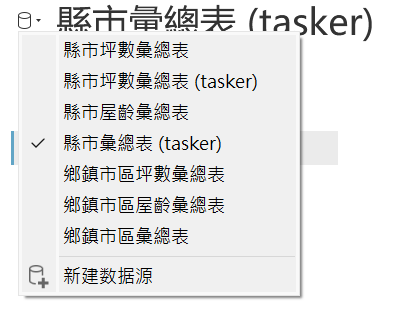 縣市彙總表 (tasker)
縣市坪數彙總表
縣市坪數彙總表 (tasker)
縣市屋齡彙總表
縣市彙總表 (tasker)
鄉鎮市區坪數彙總表
鄉鎮市區屋齡彙總表
鄉鎮市區彙總表
新建数据源